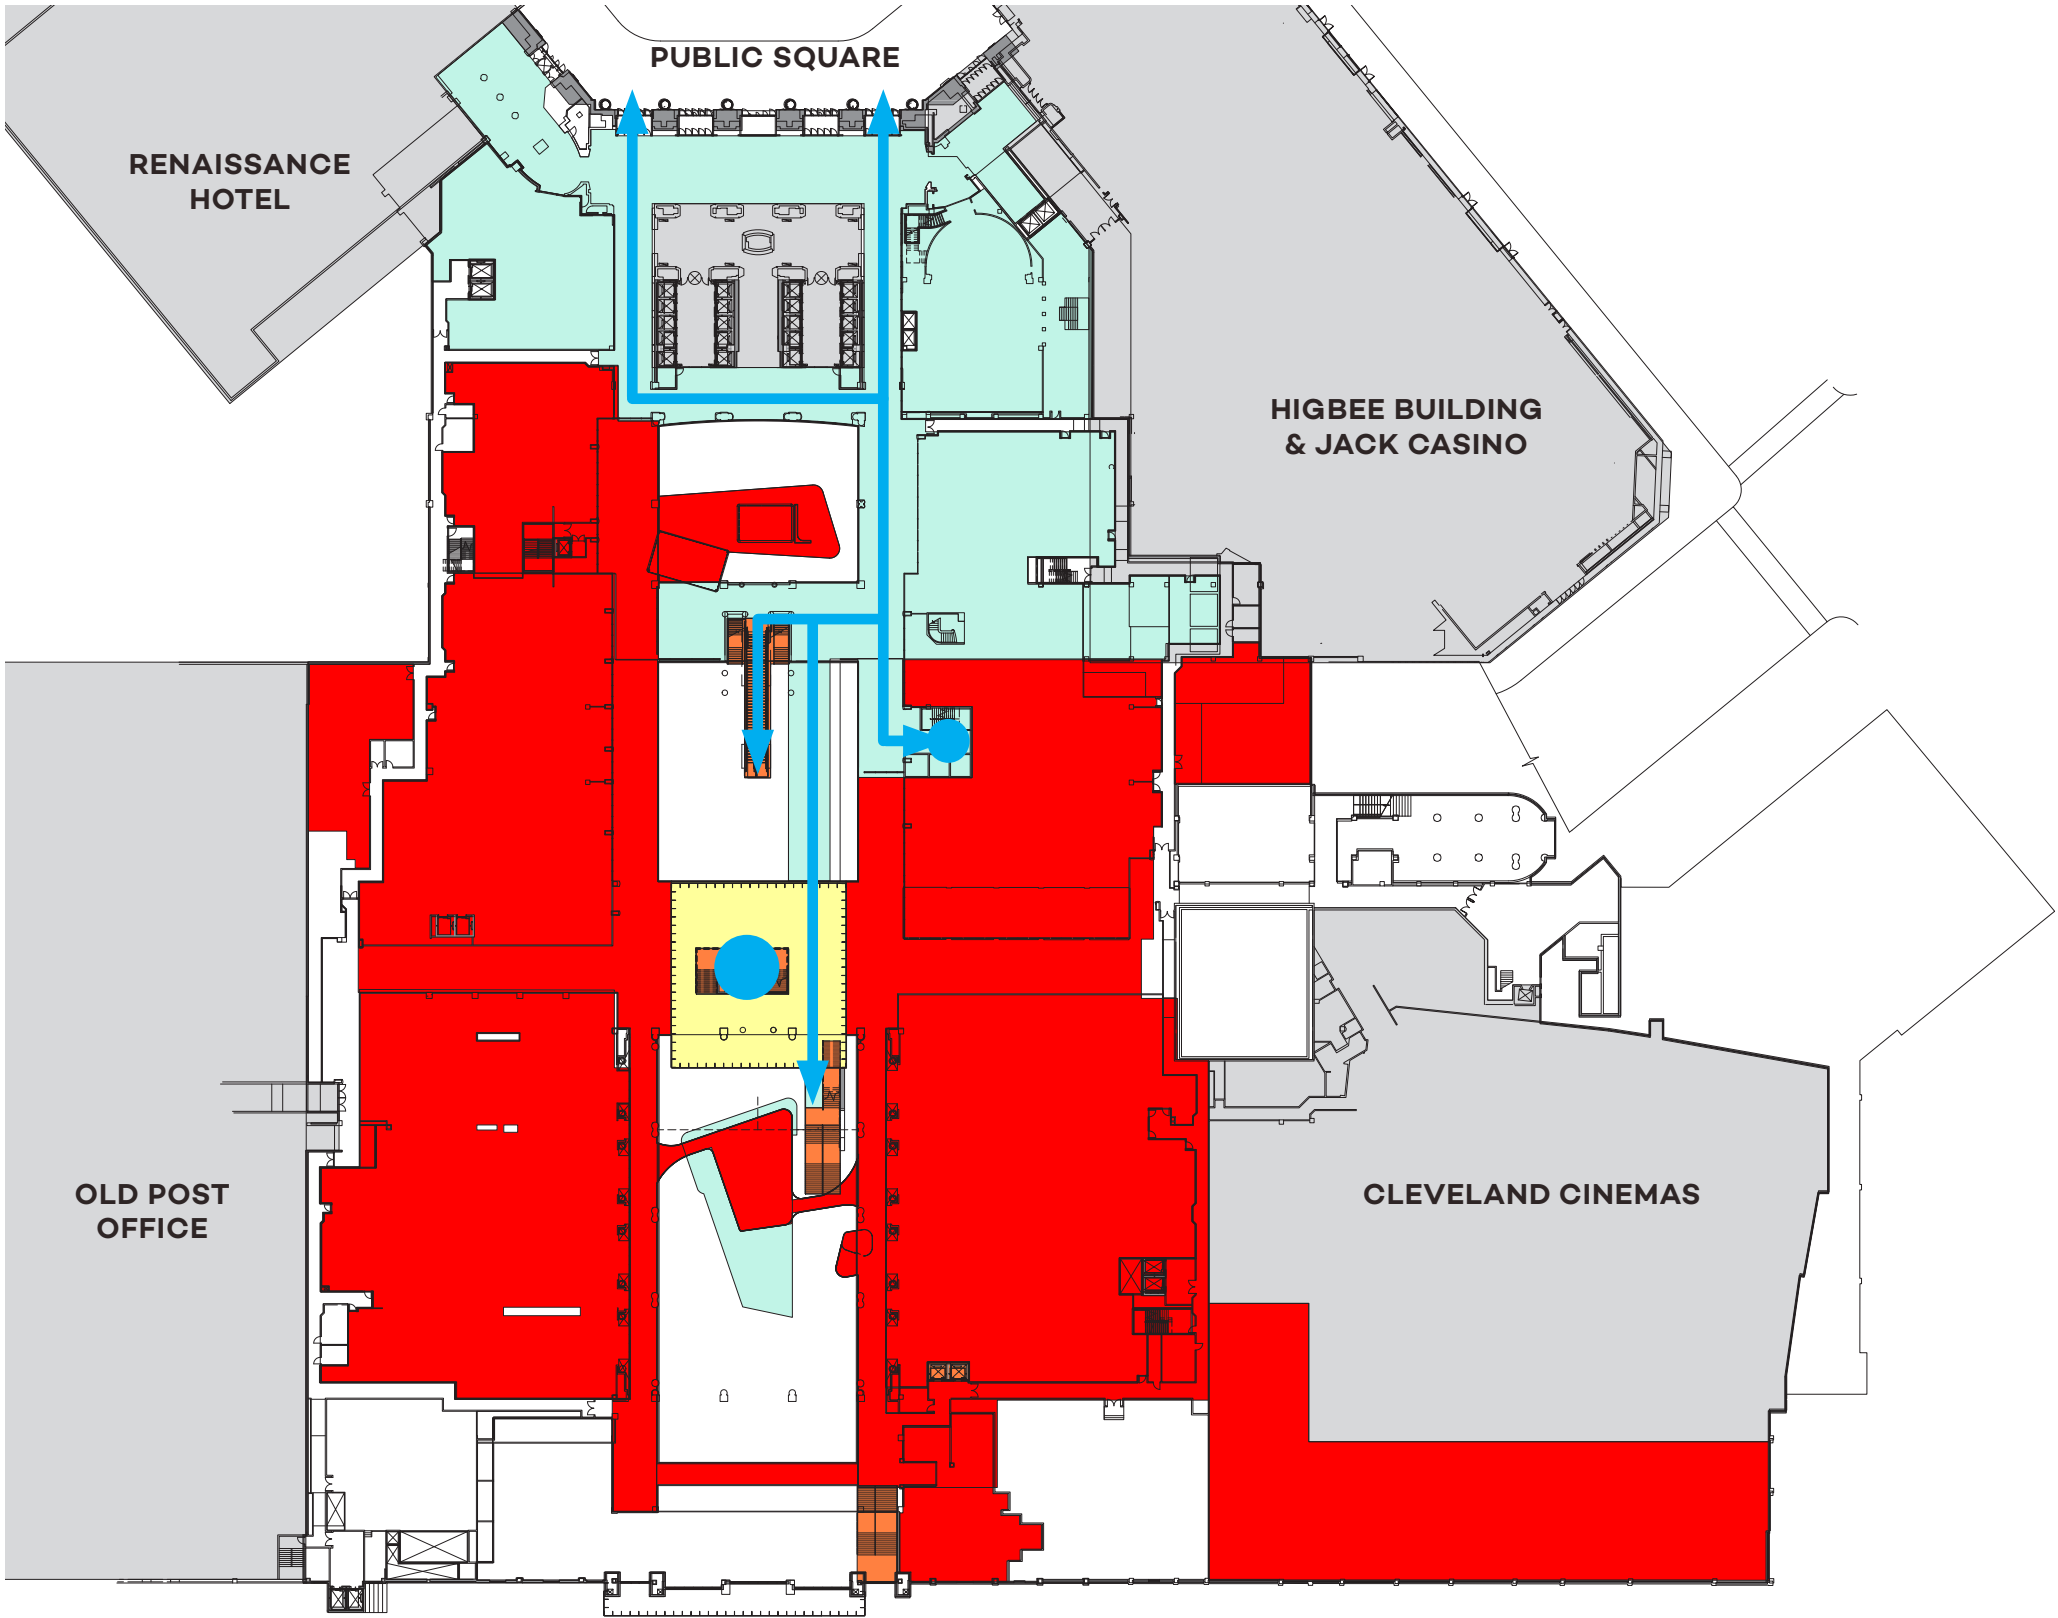 PUBLIC SQUARE
RENAISSANCE
HOTEL
HIGBEE BUILDING
& JACK CASINO
OLD POST
OFFICE
CLEVELAND CINEMAS